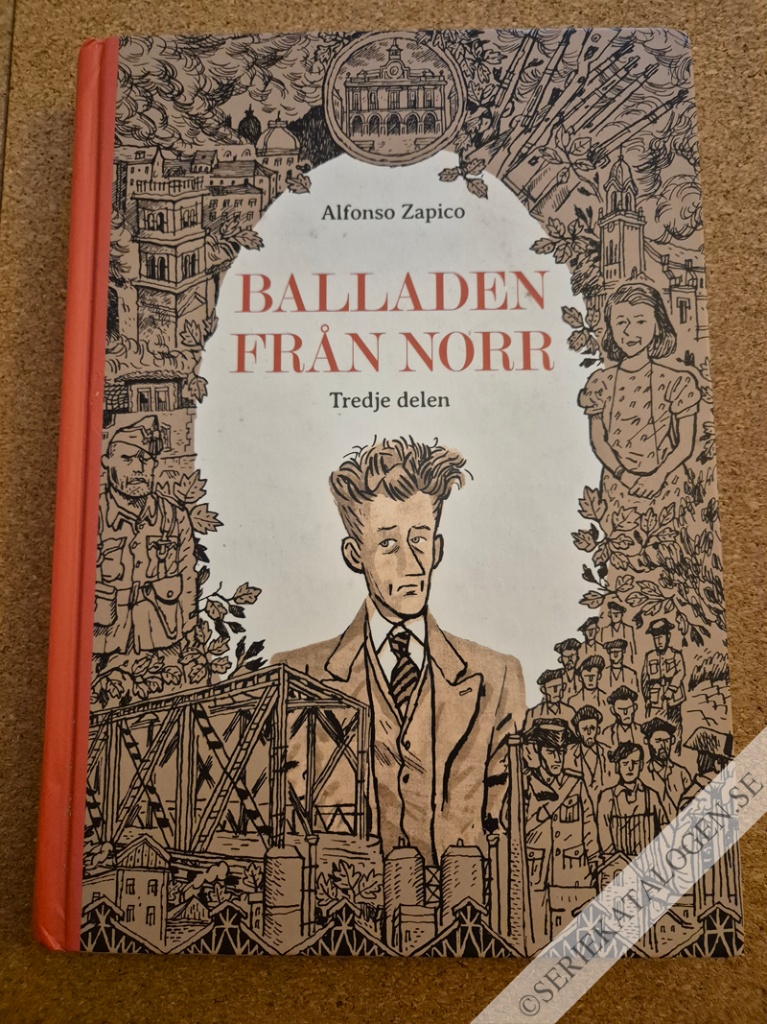 Alfonso Zapico
BALLADEN
FRÅN NORR
Tredje delen
©SERIEKATALOGEN.SE